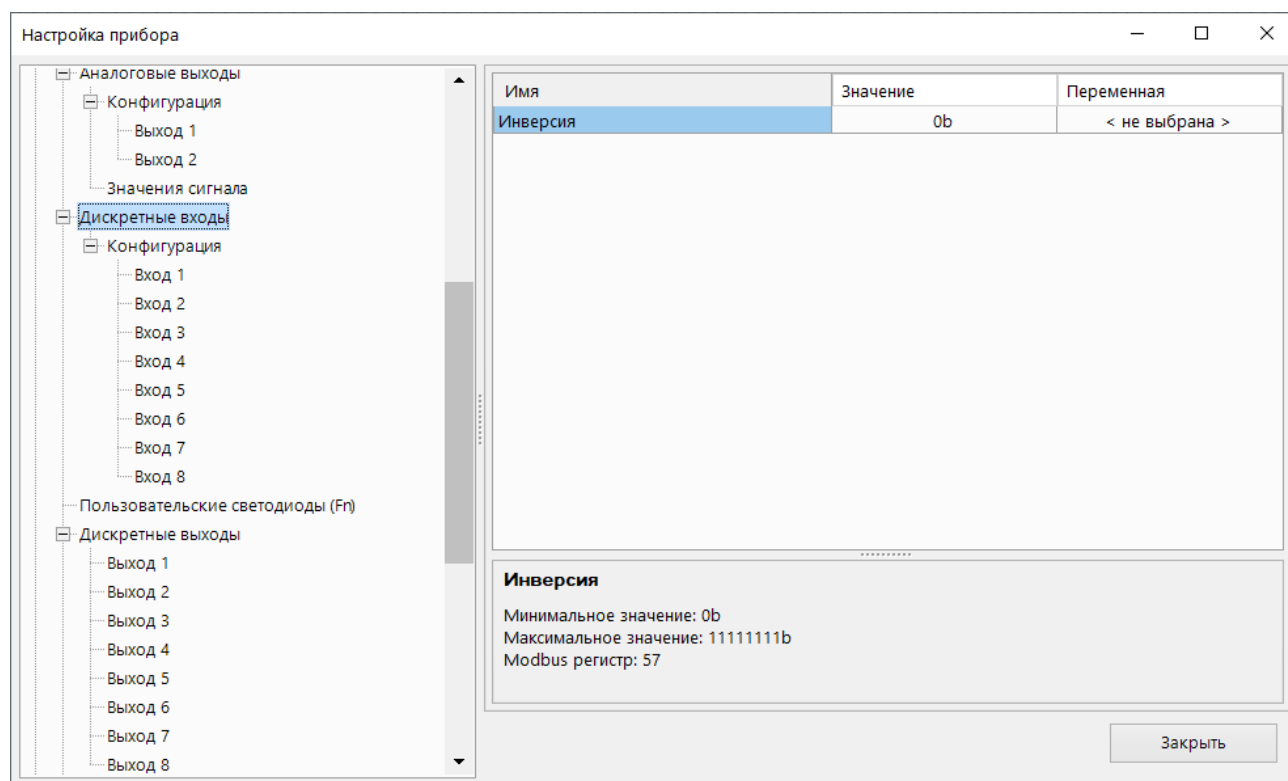 Настройка прибора
Аналоговые выходы
Конфигурация
Выход 1
Выход 2
Значения сигнала
Дискретные входы
Конфигурация
Вход 1
Вход 2
Вход 3
Вход 4
Вход 5
Вход 6
Вход 7
Вход 8
Пользовательские светодиоды (Fn)
Дискретные выходы
Выход 1
Выход 2
Выход 3
Выход 4
Выход 5
Выход 6
Выход 7
Выход 8
Имя Значение Переменная
Инверсия 0b < не выбрана >
Инверсия
Минимальное значение: 0b
Максимальное значение: 11111111b
Modbus регистр: 57
Закрыть